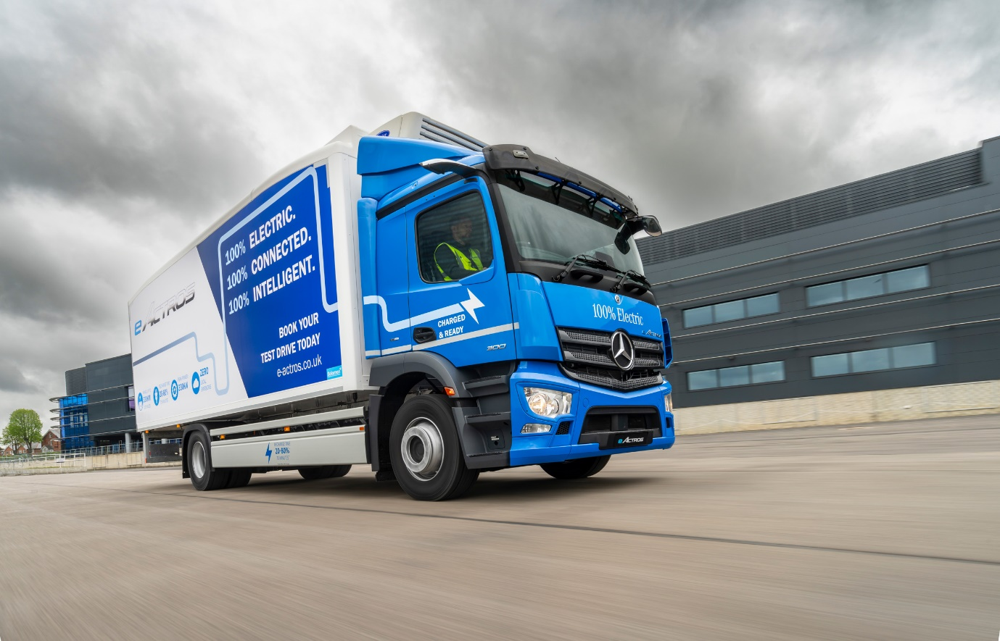 100% ELECTRIC.
100% CONNECTED.
100% INTELLIGENT.
BOOK YOUR
TEST DRIVE TODAY
e-actros.co.uk
eACTROS
ZERO
CHARGED
& READY
300
100% Electric
eACTROS
20-80%